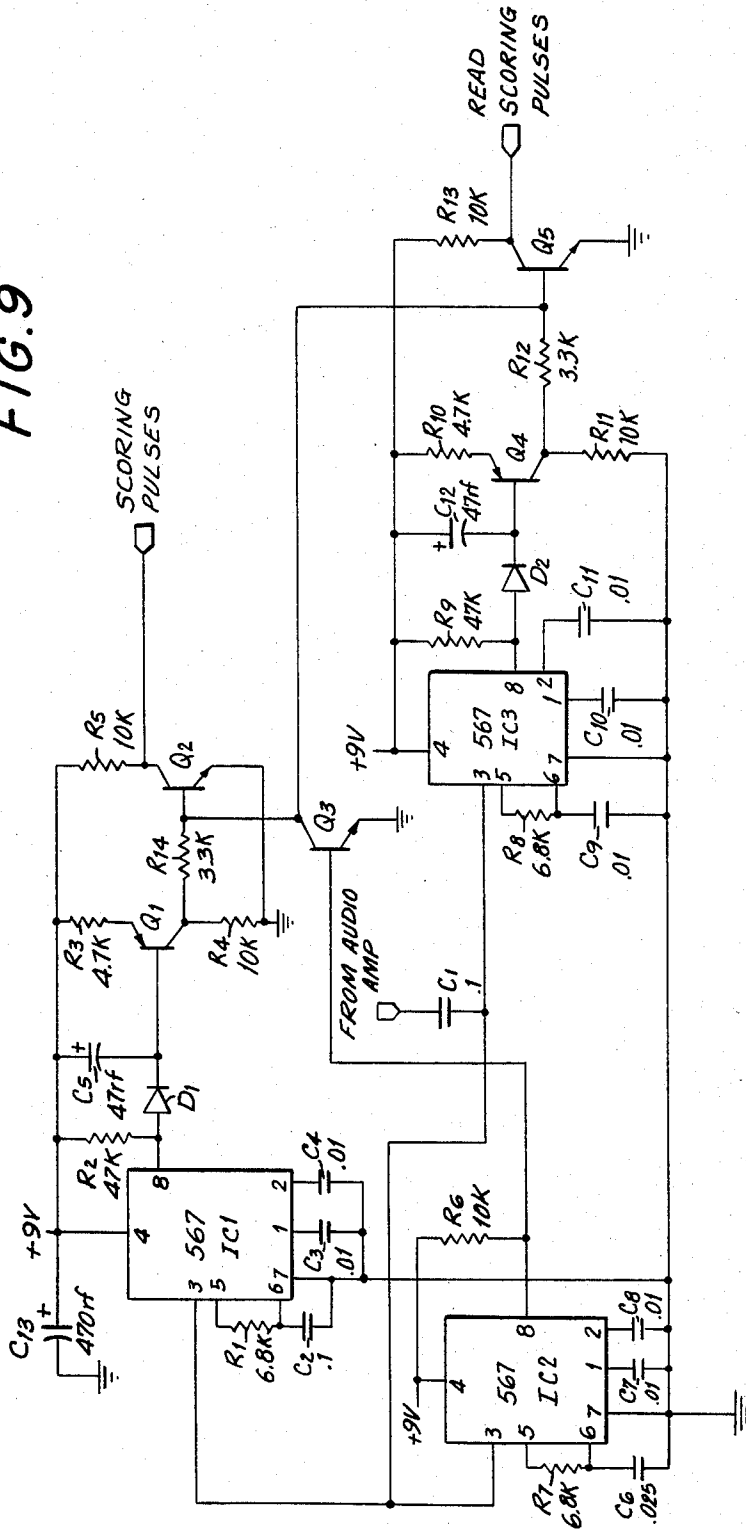 FIG.9
SCORING
PULSES
READ
SCORING
PULSES
+9V
C13
+
470rf
R2
47K
C5
+
47rf
D1
R3
4.7K
Q1
R4
10K
R14
3.3K
R5
10K
Q2
Q3
4
8
567
IC1
3
5
6
7
1
2
R1
6.8K
C2
.1
C3
.01
C4
.01
FROM AUDIO
AMP
C1
.1
+9V
4
567
IC2
3
5
6
7
1
2
8
R6
10K
R7
6.8K
C6
.025
C7
.01
C8
.01
+9V
4
567
IC3
3
5
6
7
1
2
8
R8
6.8K
C9
.01
C10
.01
C11
.01
R9
47K
C12
+
47rf
D2
R10
4.7K
Q4
R11
10K
R12
3.3K
R13
10K
Q5